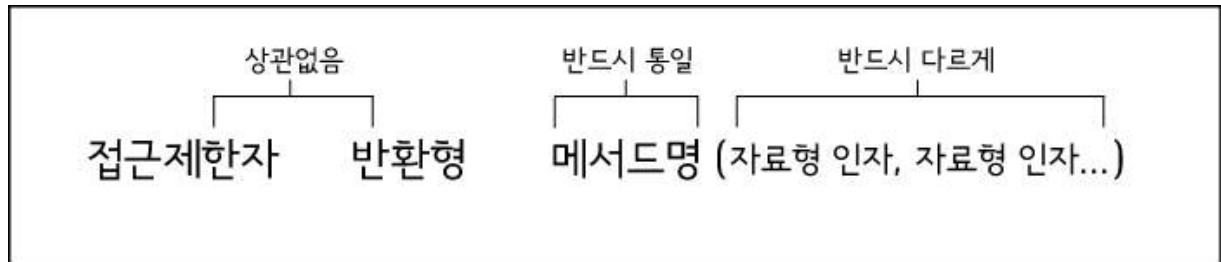 상관없음 반드시 통일 반드시 다르게
접근제한자 반환형 메서드명 (자료형 인자, 자료형 인자...)